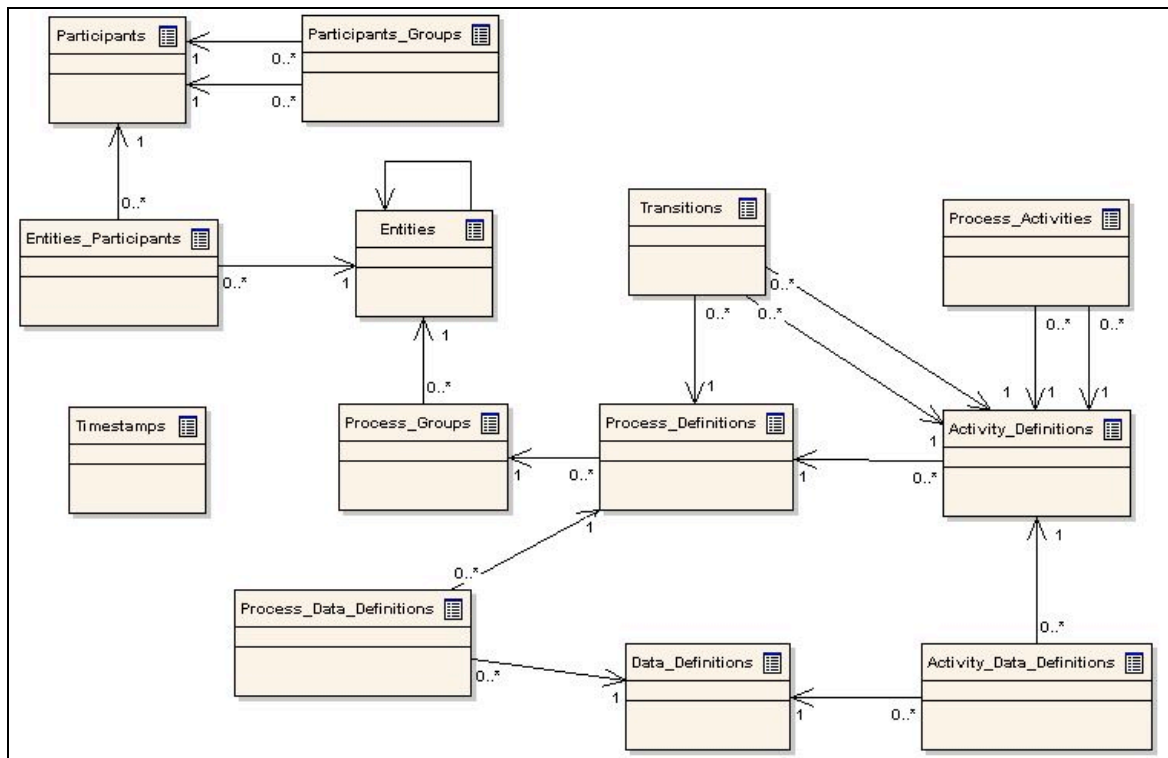 Participants
Participants_Groups
1
0..*
1
0..*
1
0..*
Entities_Participants
Entities
Transitions
Process_Activities
0..*
1
0..*
0..*
0..*
0..*
0..*
1
0..*
1
1
1
1
1
Timestamps
Process_Groups
Process_Definitions
Activity_Definitions
1
0..*
1
0..*
1
1
0..*
Process_Data_Definitions
0..*
Data_Definitions
Activity_Data_Definitions
0..*
1
1
0..*